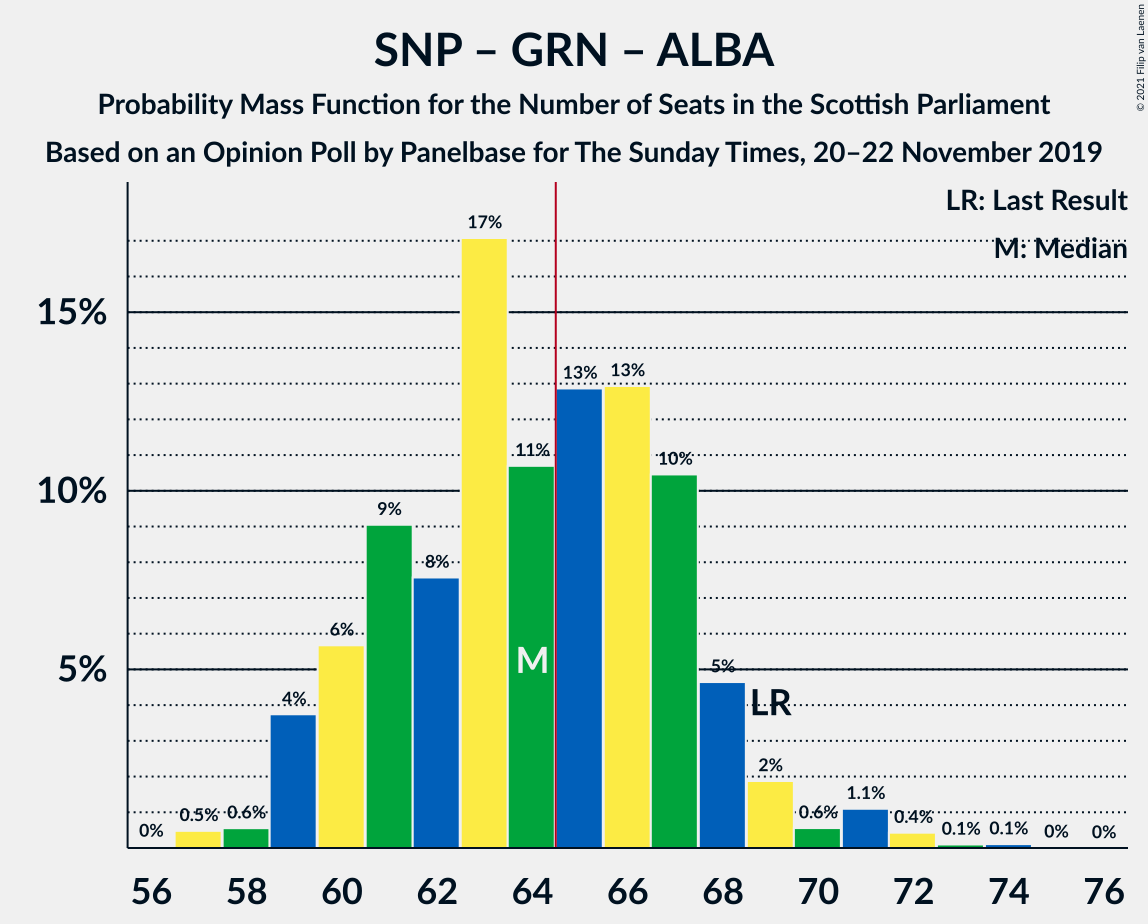 SNP – GRN – ALBA
Probability Mass Function for the Number of Seats in the Scottish Parliament
Based on an Opinion Poll by Panelbase for The Sunday Times, 20–22 November 2019
© 2021 Filip van Laenen
LR: Last Result
M: Median
15%
10%
5%
0%
0.5%
0.6%
4%
6%
9%
8%
17%
11%
13%
13%
10%
5%
2%
0.6%
1.1%
0.4%
0.1%
0.1%
0%
0%
M
LR
56 58 60 62 64 66 68 70 72 74 76